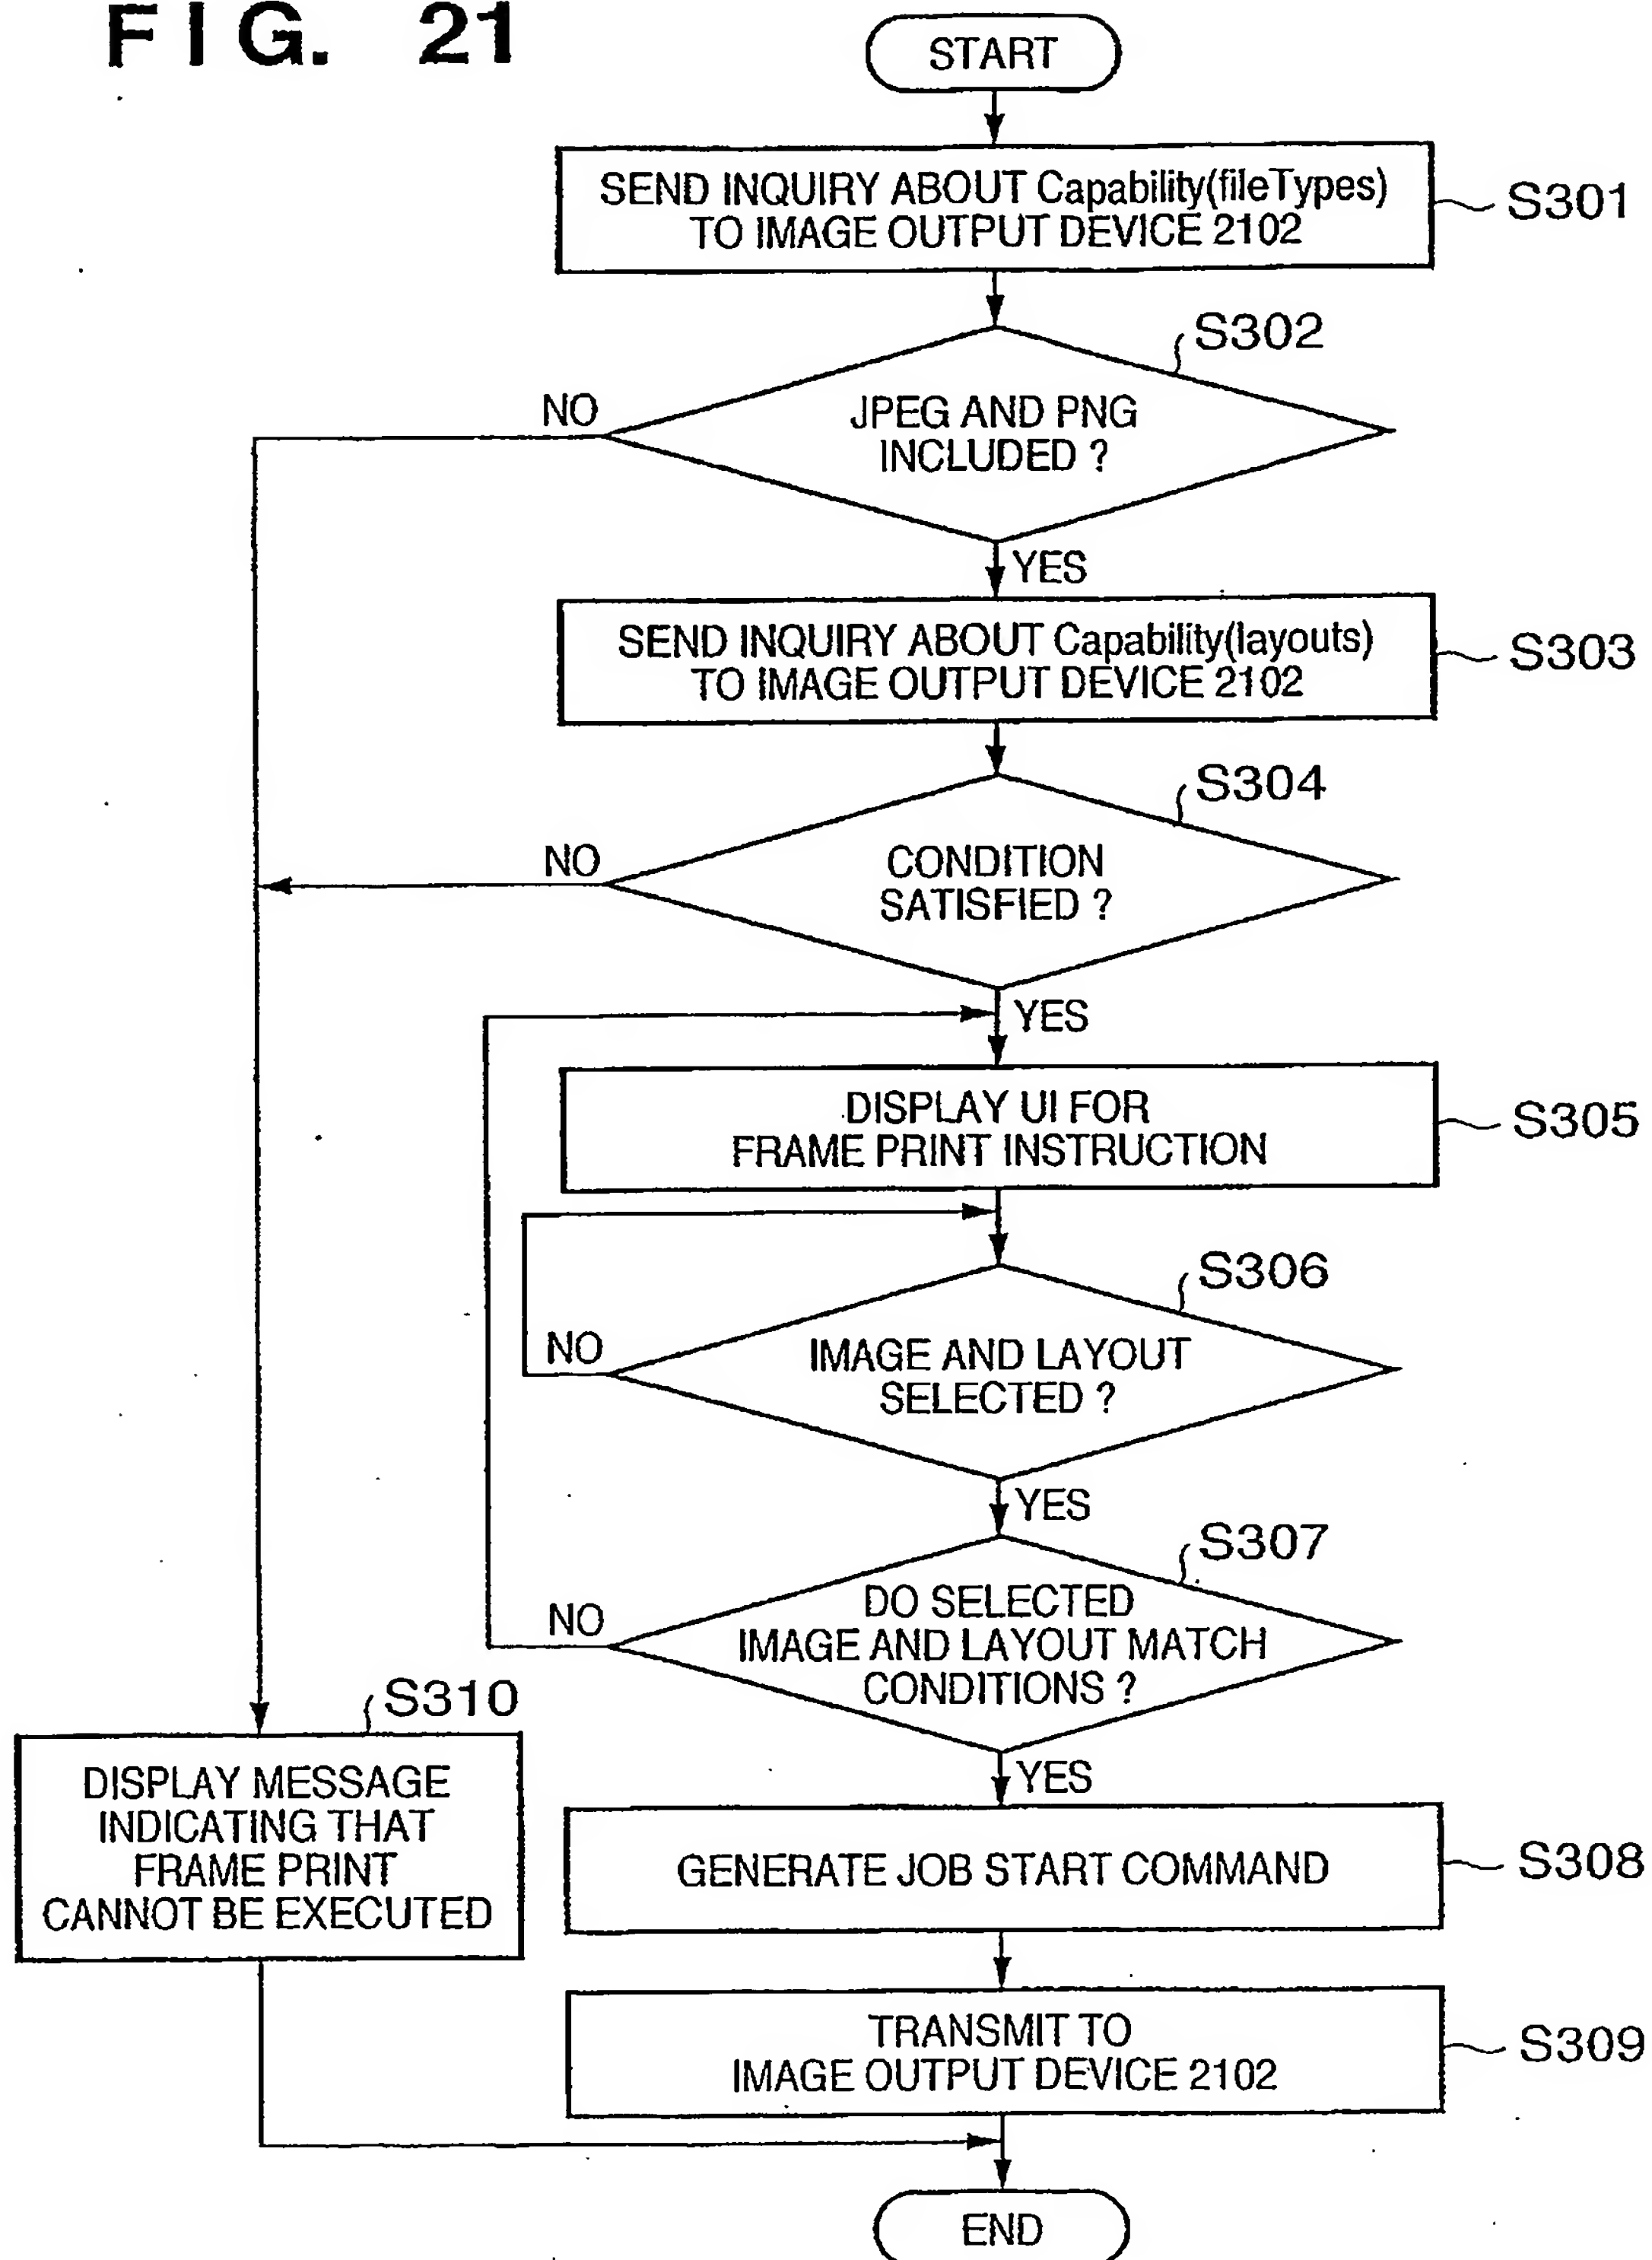 FIG. 21
START
SEND INQUIRY ABOUT Capability(fileTypes)
TO IMAGE OUTPUT DEVICE 2102
S301
S302
NO
JPEG AND PNG
INCLUDED ?
YES
SEND INQUIRY ABOUT Capability(layouts)
TO IMAGE OUTPUT DEVICE 2102
S303
S304
NO
CONDITION
SATISFIED ?
YES
DISPLAY UI FOR
FRAME PRINT INSTRUCTION
S305
S306
NO
IMAGE AND LAYOUT
SELECTED ?
YES
S307
NO
DO SELECTED
IMAGE AND LAYOUT MATCH
CONDITIONS ?
YES
S310
DISPLAY MESSAGE
INDICATING THAT
FRAME PRINT
CANNOT BE EXECUTED
GENERATE JOB START COMMAND
S308
TRANSMIT TO
IMAGE OUTPUT DEVICE 2102
S309
END